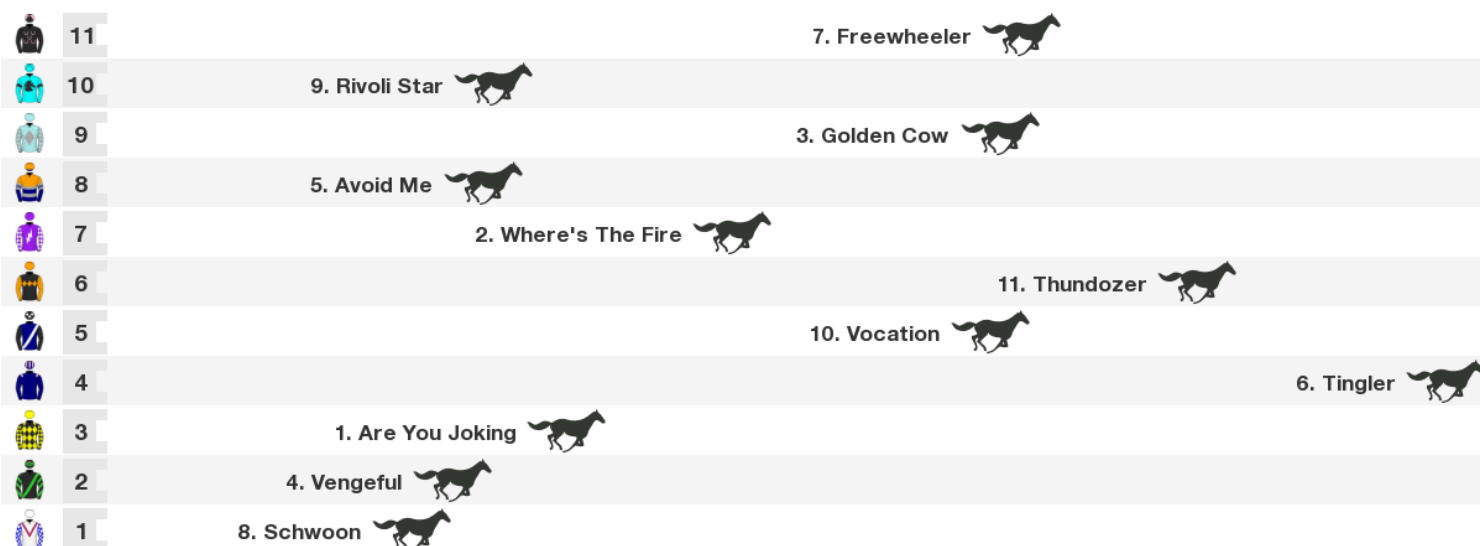 11 7. Freewheeler
10 9. Rivoli Star
9 3. Golden Cow
8 5. Avoid Me
7 2. Where's The Fire
6 11. Thundozer
5 10. Vocation
4 6. Tingler
3 1. Are You Joking
2 4. Vengeful
1 8. Schwoon